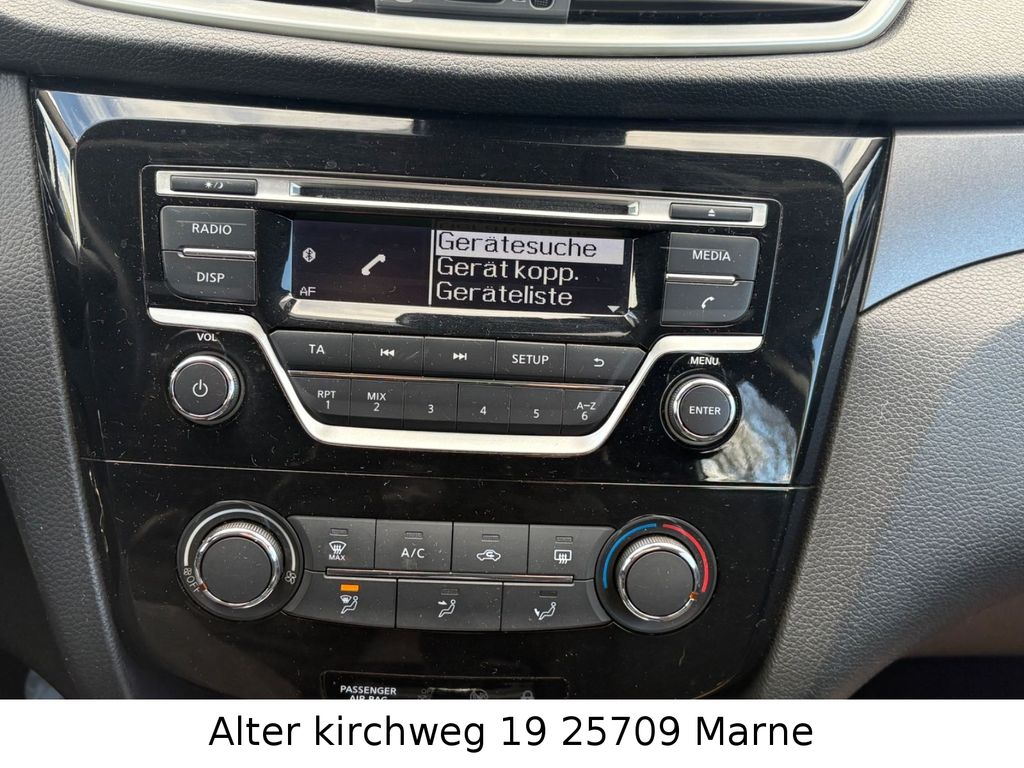 RADIO
DISP
AF
Gerätesuche
Gerät kopp.
Geräteliste
MEDIA
VOL
TA
SETUP
MENU
RPT
1
MIX
2
3
4
5
A-Z
6
ENTER
OFF
MAX
A/C
PASSENGER
AIR BAG
Alter kirchweg 19 25709 Marne